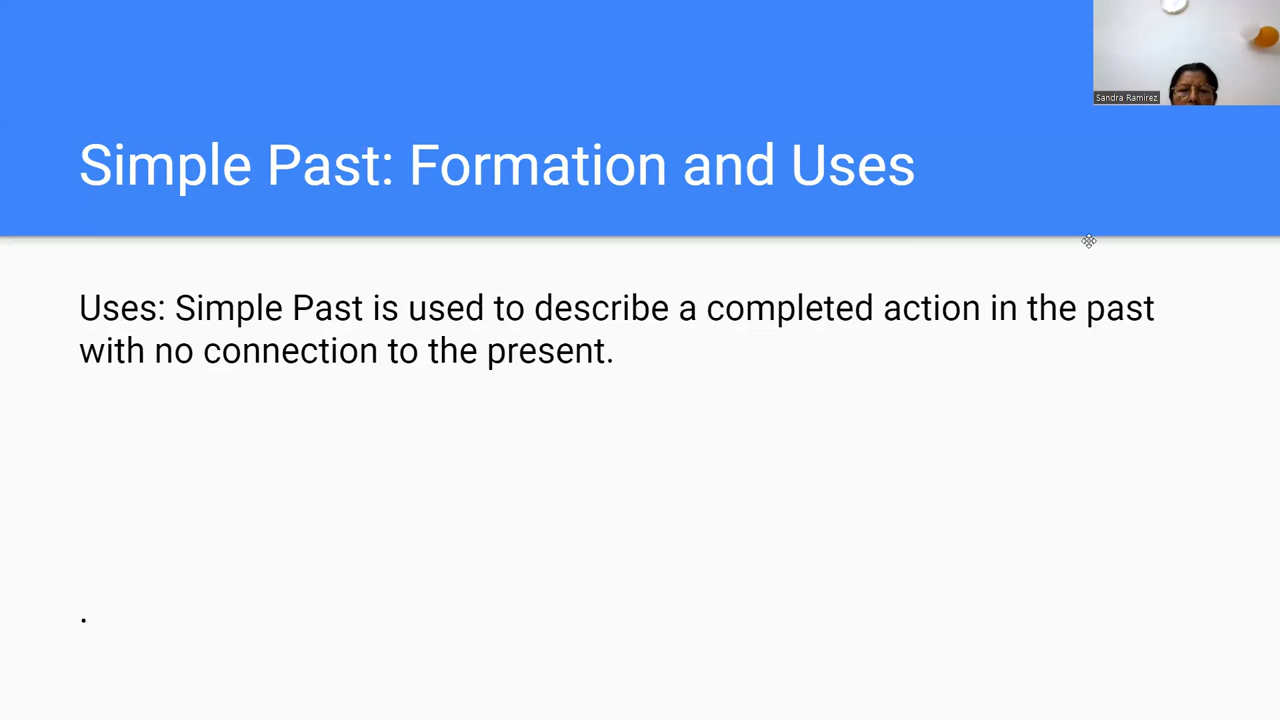 Sandra Ramirez
Simple Past: Formation and Uses
Uses: Simple Past is used to describe a completed action in the past
with no connection to the present.
.